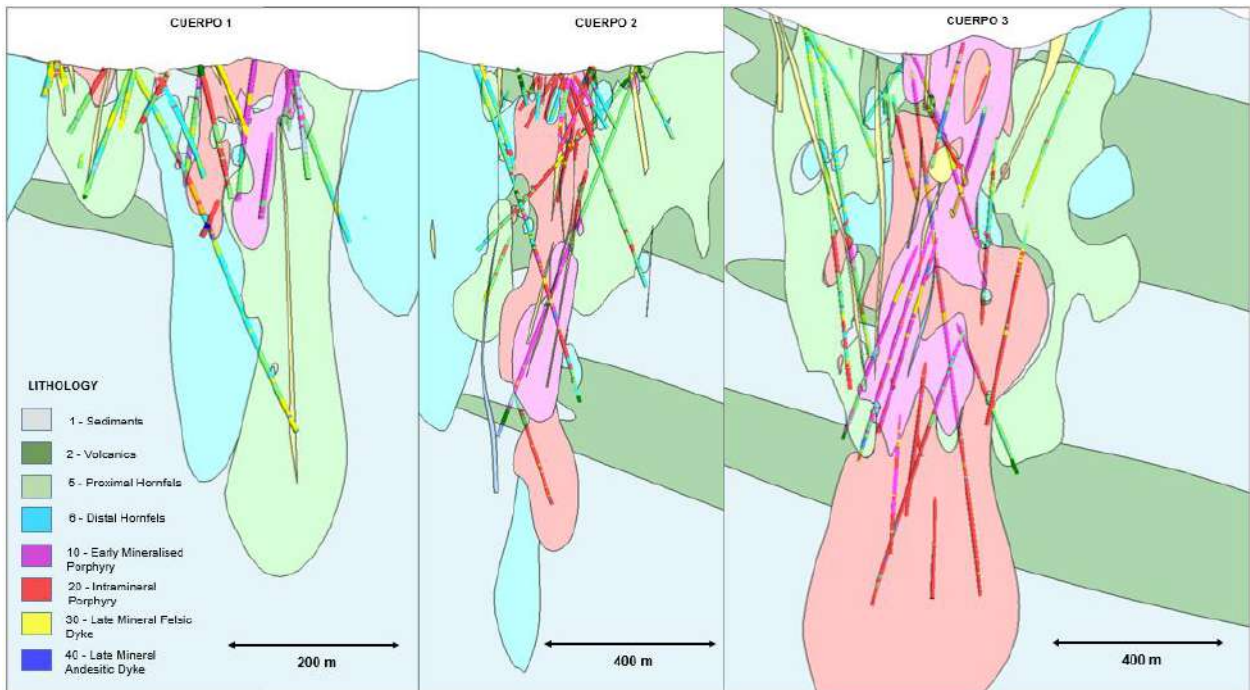 CUERPO 1
CUERPO 2
CUERPO 3
LITHOLOGY
1 - Sediments
2 - Volcanics
5 - Proximal Hornfels
6 - Distal Hornfels
10 - Early Mineralised
Porphyry
20 - Intramineral
Porphyry
30 - Late Mineral Felsic
Dyke
40 - Late Mineral
Andesitic Dyke
200 m
400 m
400 m